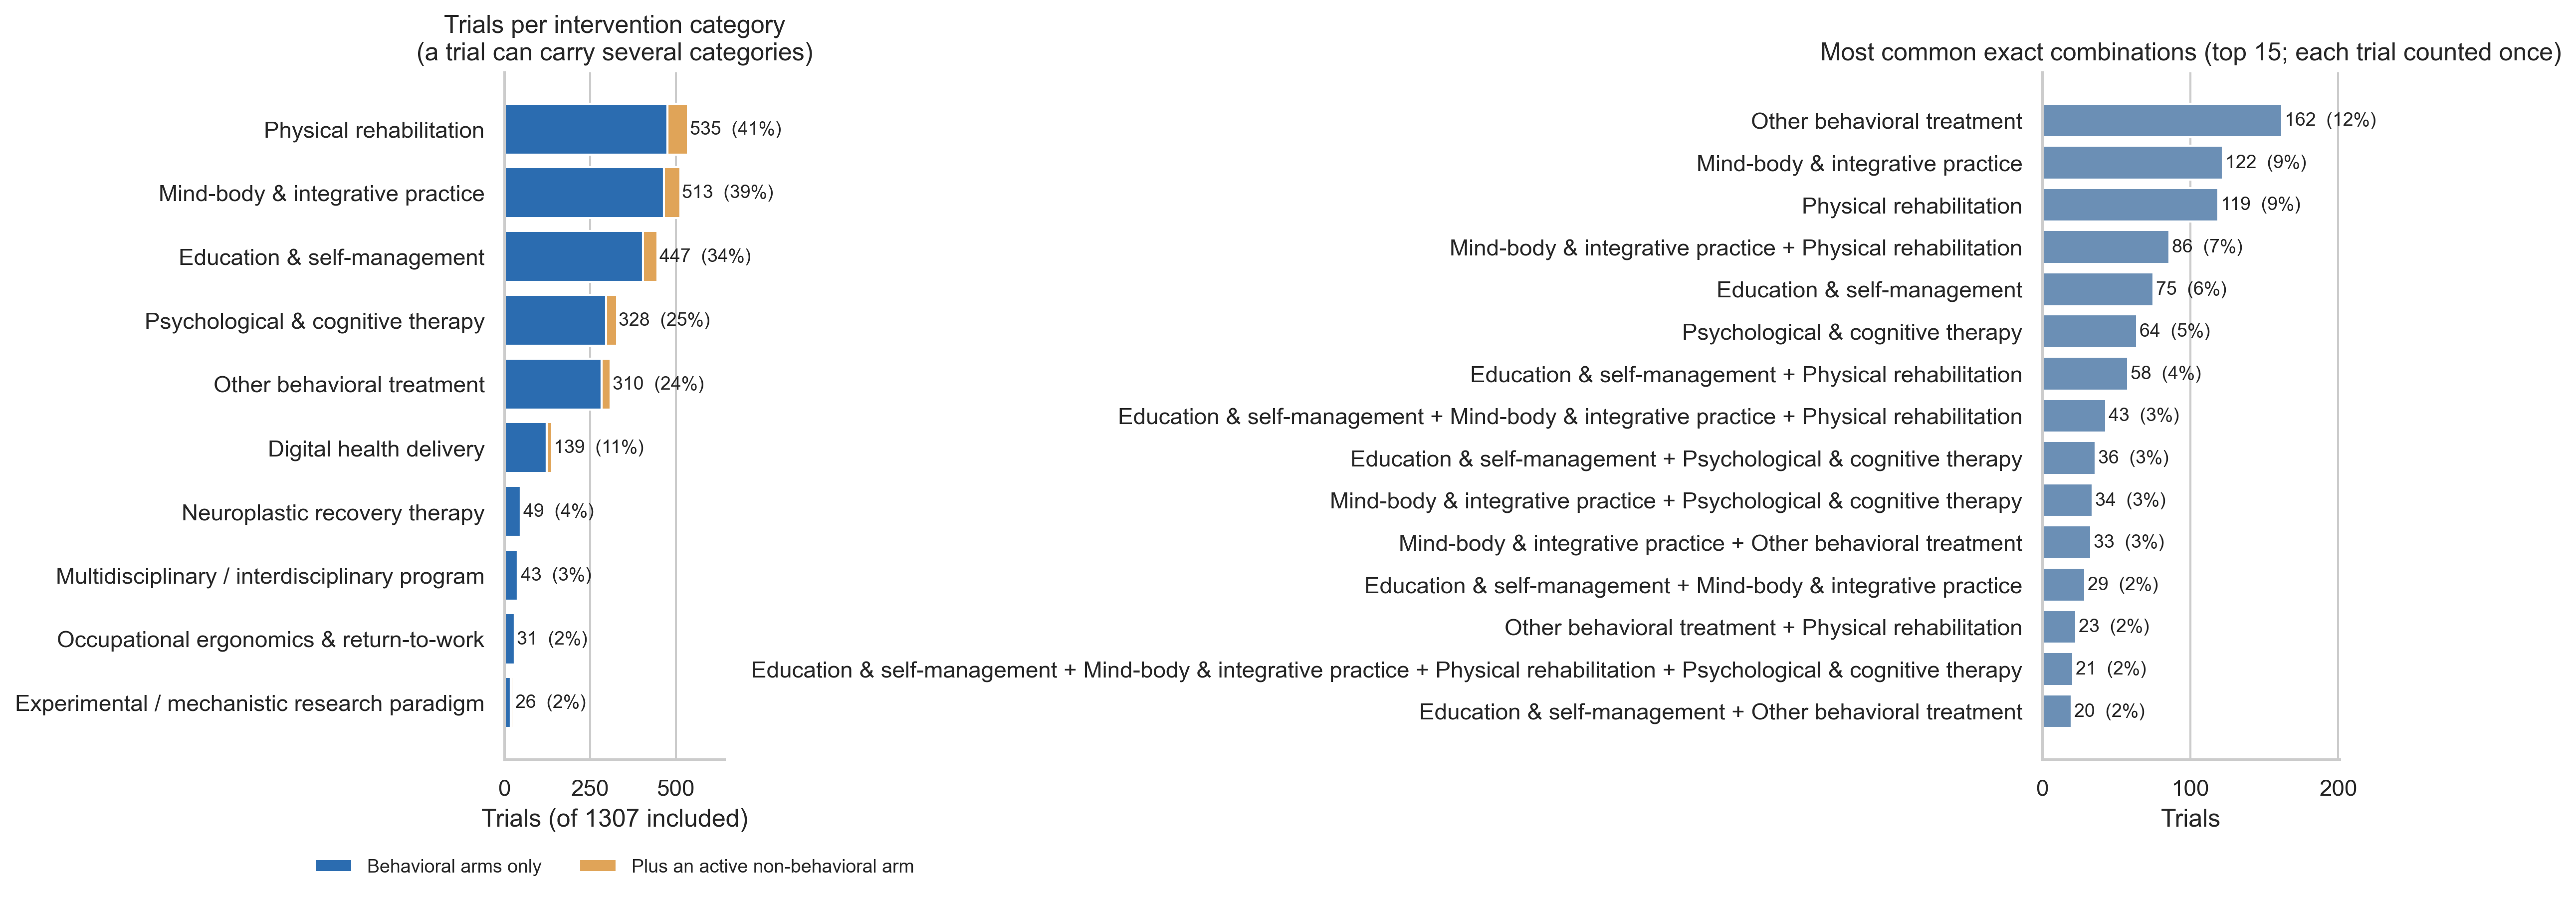 Trials per intervention category
(a trial can carry several categories)
Physical rehabilitation
535 (41%)
Mind-body & integrative practice
513 (39%)
Education & self-management
447 (34%)
Psychological & cognitive therapy
328 (25%)
Other behavioral treatment
310 (24%)
Digital health delivery
139 (11%)
Neuroplastic recovery therapy
49 (4%)
Multidisciplinary / interdisciplinary program
43 (3%)
Occupational ergonomics & return-to-work
31 (2%)
Experimental / mechanistic research paradigm
26 (2%)
0 250 500
Trials (of 1307 included)
Behavioral arms only
Plus an active non-behavioral arm
Most common exact combinations (top 15; each trial counted once)
Other behavioral treatment
162 (12%)
Mind-body & integrative practice
122 (9%)
Physical rehabilitation
119 (9%)
Mind-body & integrative practice + Physical rehabilitation
86 (7%)
Education & self-management
75 (6%)
Psychological & cognitive therapy
64 (5%)
Education & self-management + Physical rehabilitation
58 (4%)
Education & self-management + Mind-body & integrative practice + Physical rehabilitation
43 (3%)
Education & self-management + Psychological & cognitive therapy
36 (3%)
Mind-body & integrative practice + Psychological & cognitive therapy
34 (3%)
Mind-body & integrative practice + Other behavioral treatment
33 (3%)
Education & self-management + Mind-body & integrative practice
29 (2%)
Other behavioral treatment + Physical rehabilitation
23 (2%)
Education & self-management + Mind-body & integrative practice + Physical rehabilitation + Psychological & cognitive therapy
21 (2%)
Education & self-management + Other behavioral treatment
20 (2%)
0 100 200
Trials